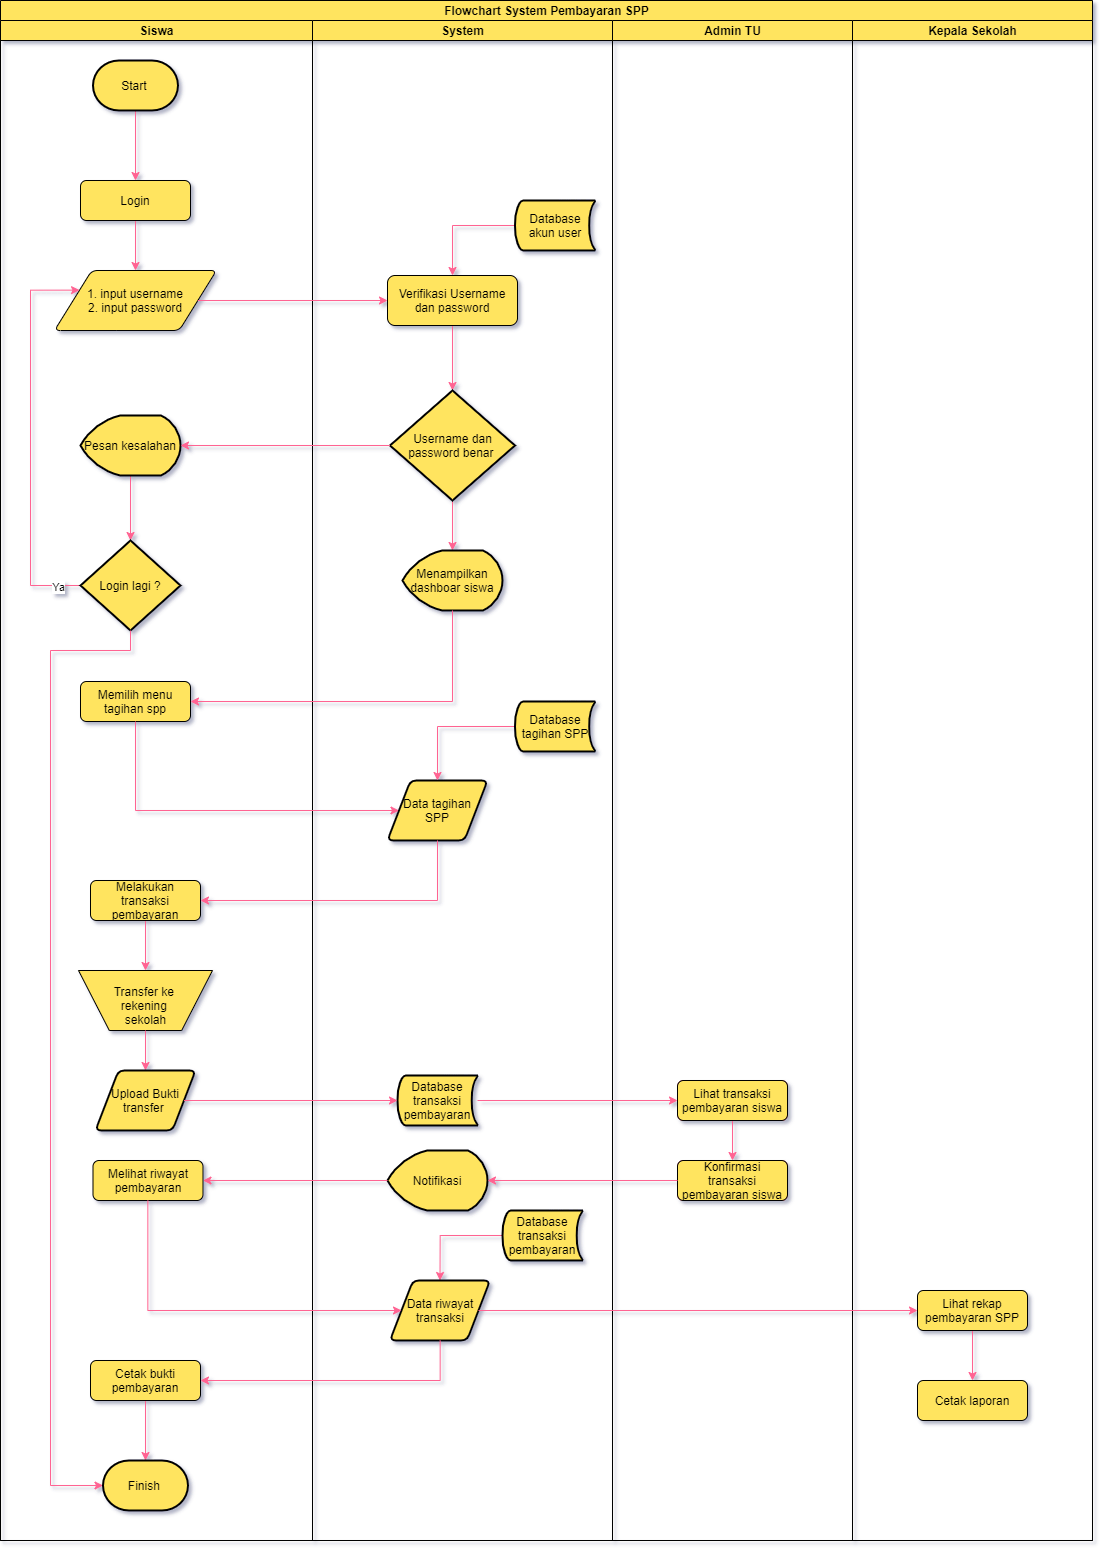 Flowchart System Pembayaran SPP
Siswa
System
Admin TU
Kepala Sekolah
Start
Login
Database
akun user
1. input username
2. input password
Verifikasi Username
dan password
Pesan kesalahan
Username dan
password benar
Ya
Login lagi ?
Menampilkan
dashboar siswa
Memilih menu
tagihan spp
Database
tagihan SPP
Data tagihan
SPP
Melakukan
transaksi
pembayaran
Transfer ke
rekening
sekolah
Upload Bukti
transfer
Database
transaksi
pembayaran
Lihat transaksi
pembayaran siswa
Melihat riwayat
pembayaran
Notifikasi
Konfirmasi
transaksi
pembayaran siswa
Database
transaksi
pembayaran
Data riwayat
transaksi
Lihat rekap
pembayaran SPP
Cetak bukti
pembayaran
Cetak laporan
Finish